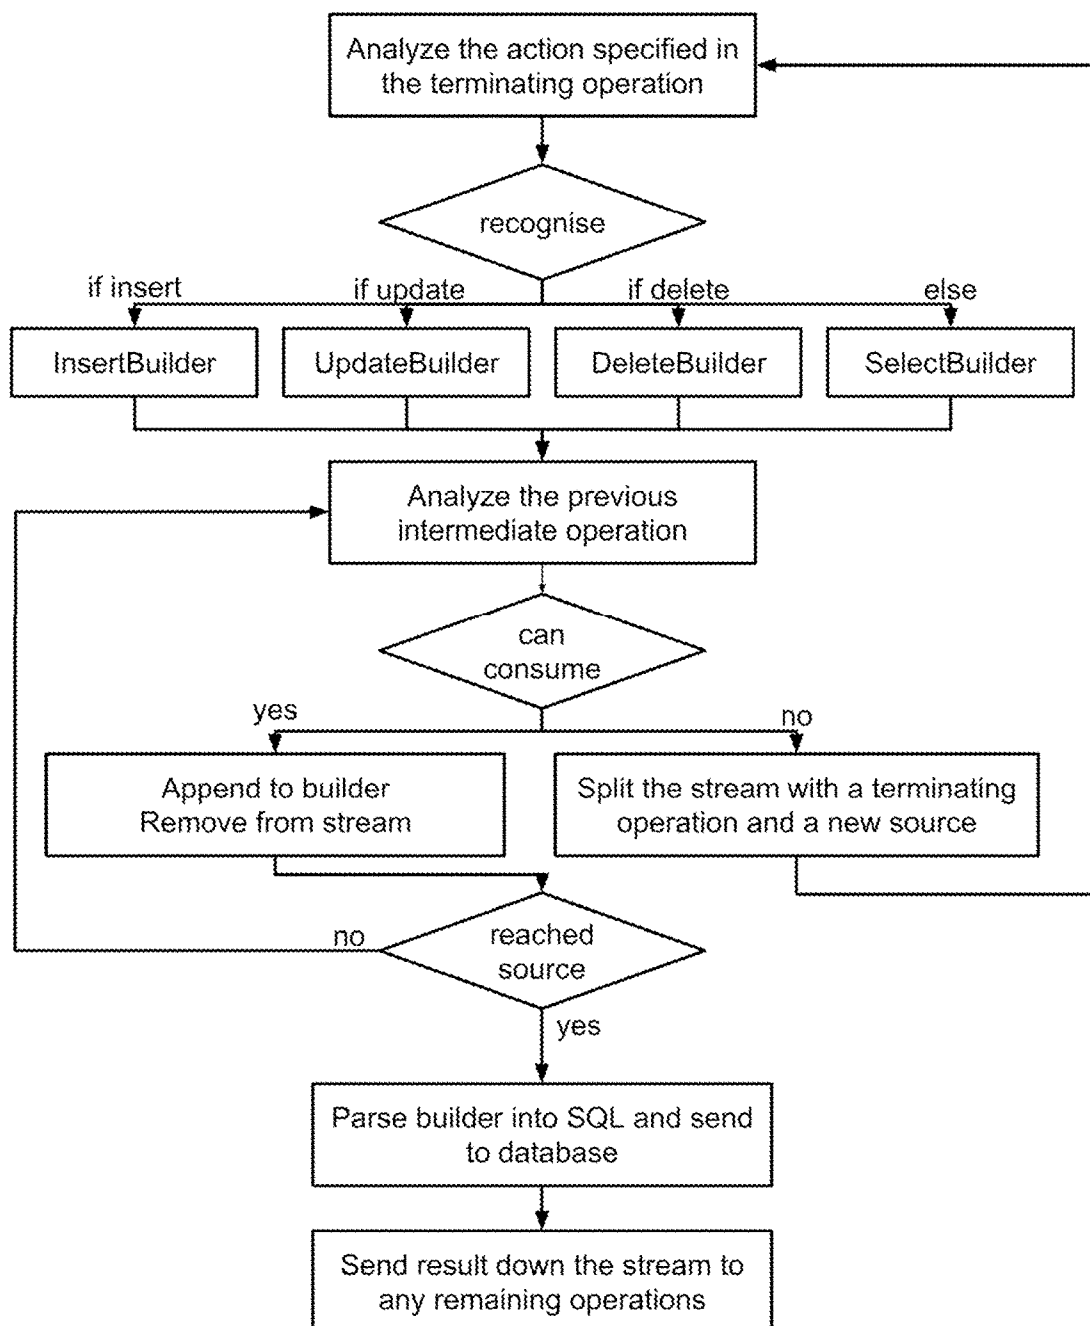 Analyze the action specified in
the terminating operation
recognise
if insert
if update
if delete
else
InsertBuilder
UpdateBuilder
DeleteBuilder
SelectBuilder
Analyze the previous
intermediate operation
can
consume
yes
no
Append to builder
Remove from stream
Split the stream with a terminating
operation and a new source
no
reached
source
yes
Parse builder into SQL and send
to database
Send result down the stream to
any remaining operations